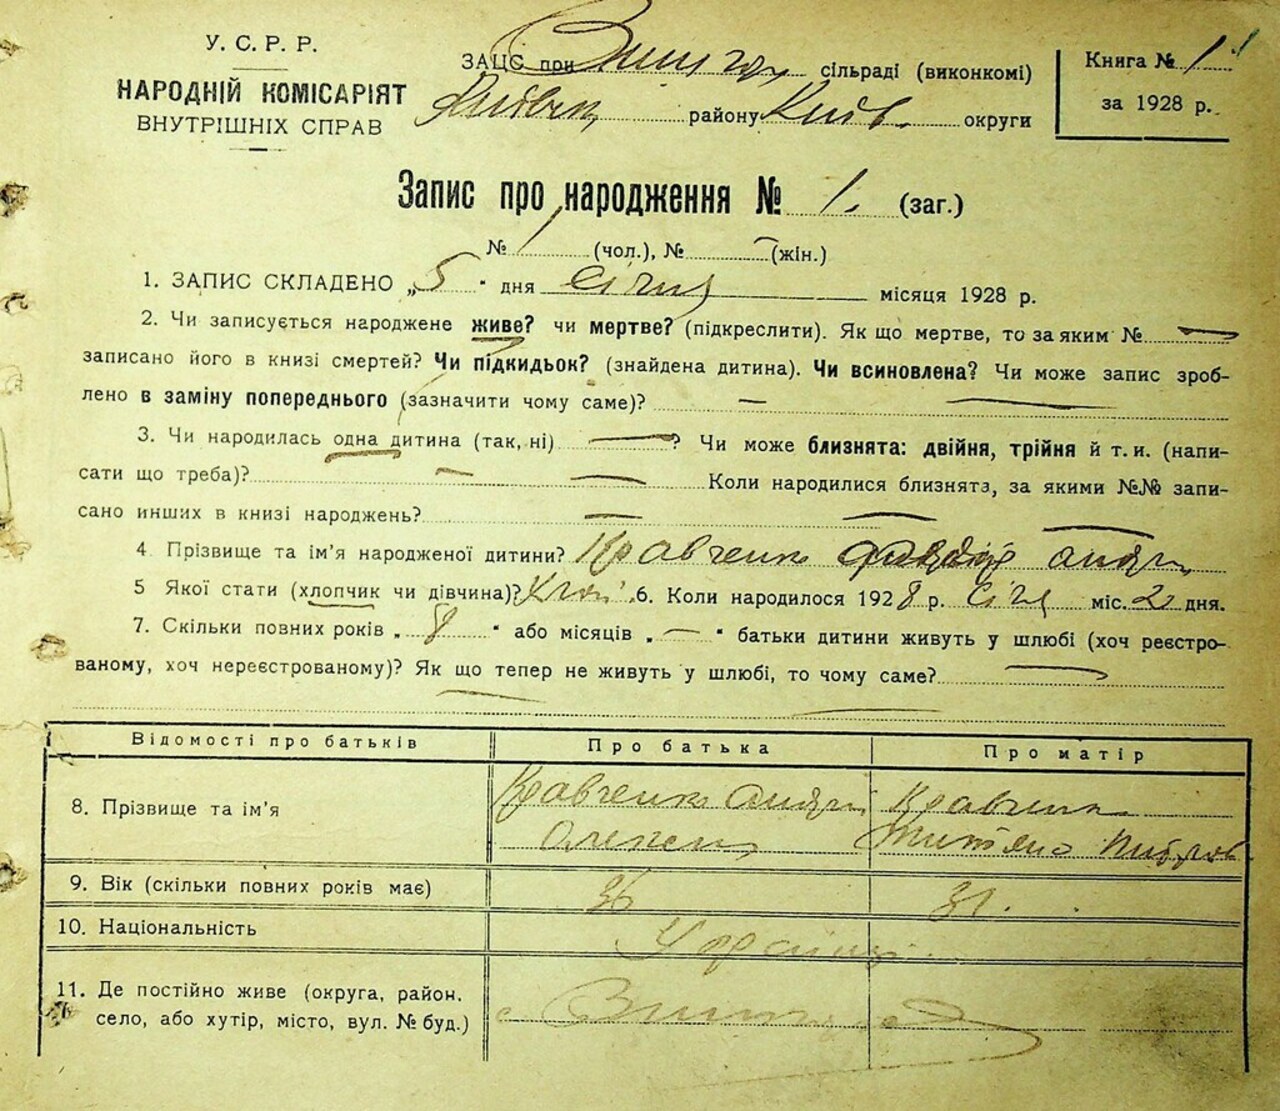 У. С. Р. Р.
НАРОДНІЙ КОМІСАРІЯТ
ВНУТРІШНІХ СПРАВ
ЗАЦС при сільраді (виконкомі)
району Київ. округи
Книга № 1
за 1928 р.
Запис про народження № 1. (заг.)
№ 1 (чол.), № — (жін.)
1. ЗАПИС СКЛАДЕНО „5" дня Січня місяця 1928 р.
2. Чи записується народжене живе? чи мертве? (підкреслити). Як що мертве, то за яким № —
записано його в книзі смертей? Чи підкидьок? (знайдена дитина). Чи всиновлена? Чи може запис зроб-
лено в заміну попереднього (зазначити чому саме)? — —
3. Чи народилась одна дитина (так, ні) — ? Чи може близнята: двійня, трійня й т. и. (напи-
сати що треба)? — — Коли народилися близнята, за якими №№ запи-
сано инших в книзі народжень? — — —
4. Прізвище та ім'я народженої дитини? Кравченко
5 Якої стати (хлопчик чи дівчина)? 6. Коли народилося 1928 р. Січня міс. 2 дня.
7. Скільки повних років „ 8 " або місяців „ — " батьки дитини живуть у шлюбі (хоч реєстро-
ваному, хоч нереєстрованому)? Як що тепер не живуть у шлюбі, то чому саме? —
— —
Відомості про батьків Про батька Про матір
8. Прізвище та ім'я Кравченко Кравченко
9. Вік (скільки повних років має) 36 31.
10. Національність Українці
11. Де постійно живе (округа, район,
село, або хутір, місто, вул. № буд.) с